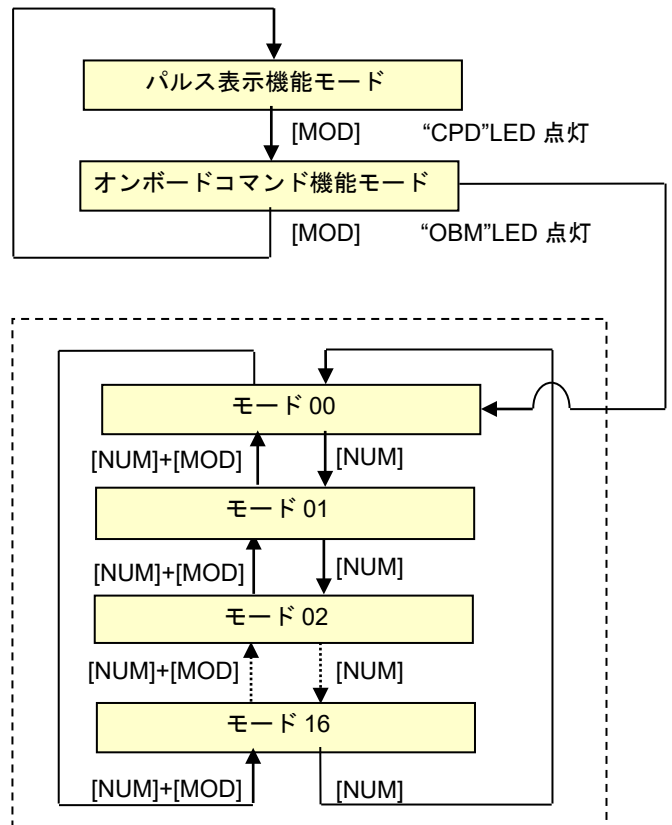 パルス表示機能モード
[MOD] “CPD”LED 点灯
オンボードコマンド機能モード
[MOD] “OBM”LED 点灯
モード 00
[NUM]+[MOD] [NUM]
モード 01
[NUM]+[MOD] [NUM]
モード 02
[NUM]+[MOD] [NUM]
モード 16
[NUM]+[MOD] [NUM]